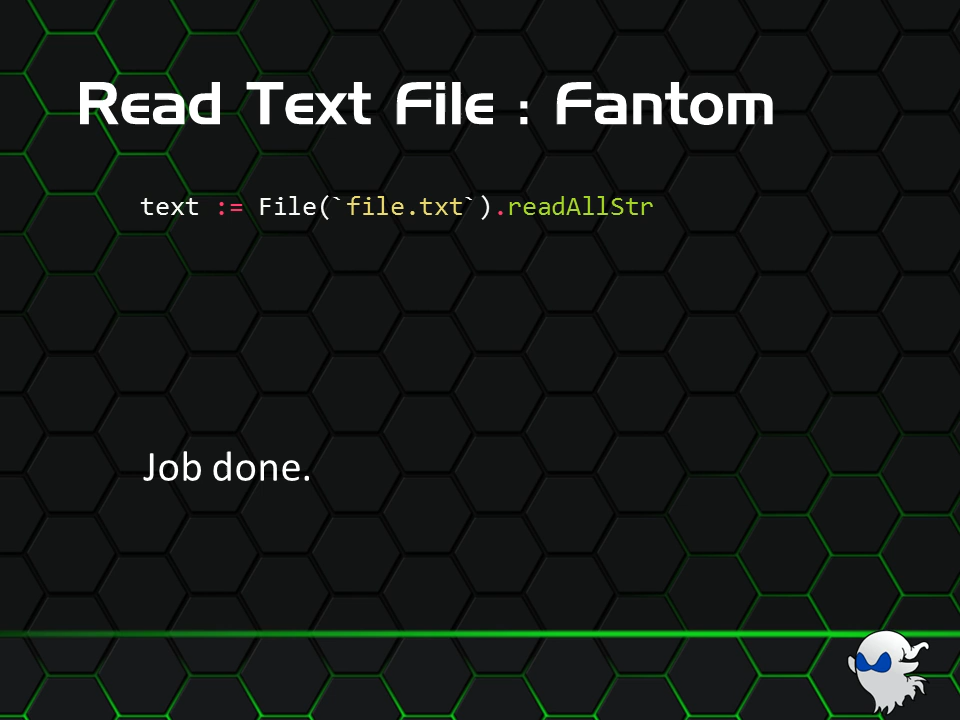 Read Text File : Fantom
text := File(`file.txt`).readAllStr
Job done.